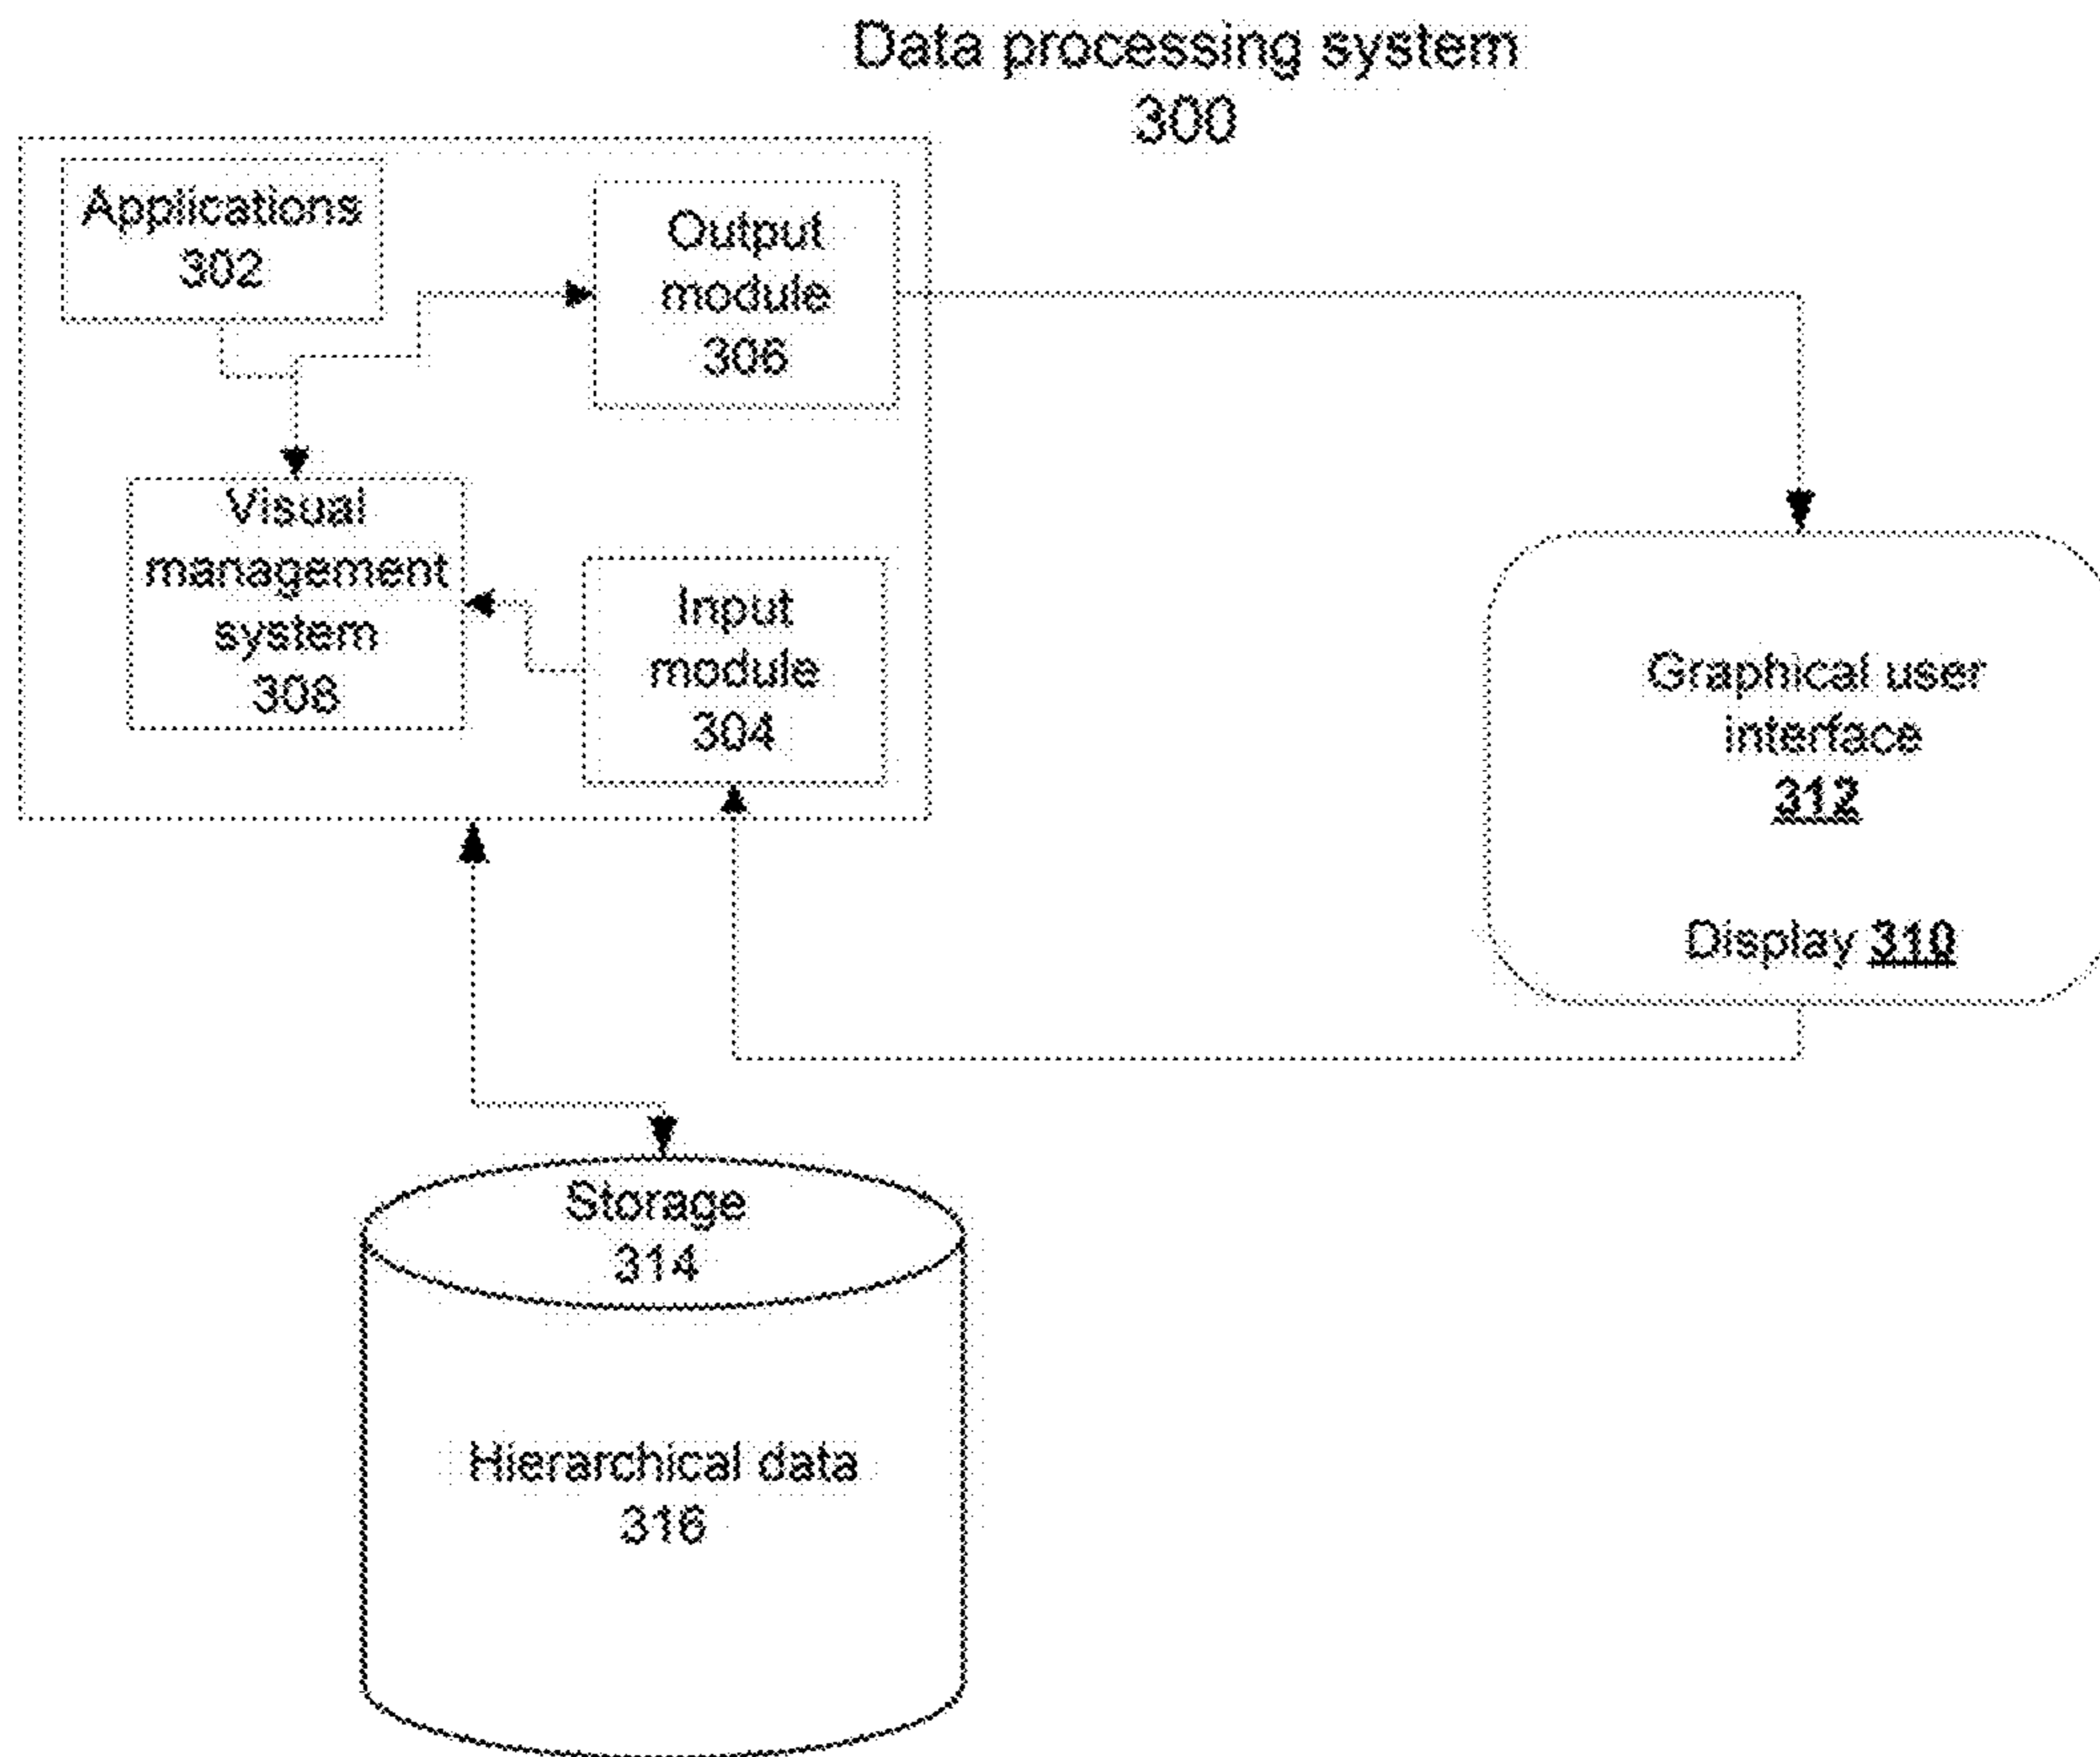 Data processing system
300
Applications
302
Output
module
306
Visual
management
system
308
Input
module
304
Graphical user
interface
312
Display 310
Storage
314
Hierarchical data
316